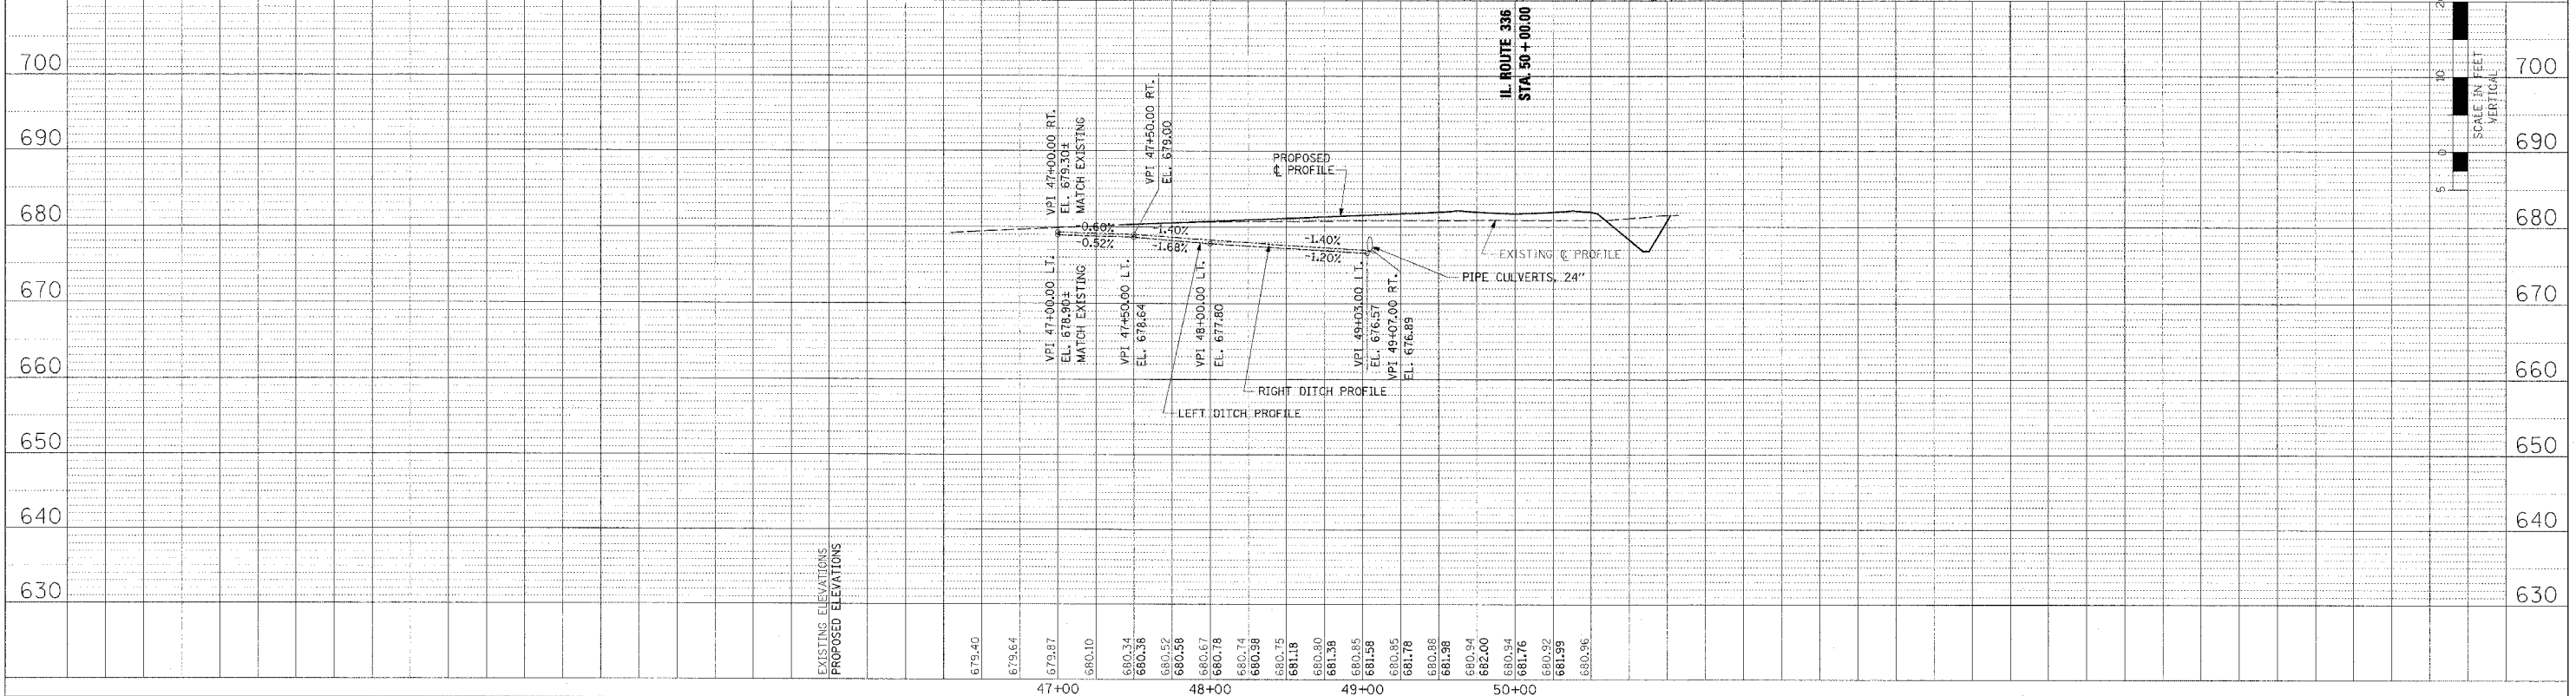 IL. ROUTE 336
STA. 50+00.00
20
10
0
5
SCALE IN FEET
VERTICAL
700
700
690
690
680
680
670
670
660
660
650
650
640
640
630
630
VPI 47+00.00 RT.
EL. 679.30±
MATCH EXISTING
VPI 47+50.00 RT.
EL. 679.00
PROPOSED
℄ PROFILE
-0.60%
-0.52%
-1.40%
-1.68%
-1.40%
-1.20%
EXISTING ℄ PROFILE
PIPE CULVERTS, 24"
VPI 47+00.00 LT.
EL. 678.90±
MATCH EXISTING
VPI 47+50.00 LT.
EL. 678.64
VPI 48+00.00 LT.
EL. 677.80
VPI 49+03.00 LT.
EL. 676.57
VPI 49+07.00 RT.
EL. 676.89
RIGHT DITCH PROFILE
LEFT DITCH PROFILE
EXISTING ELEVATIONS
PROPOSED ELEVATIONS
679.40
679.64
679.87
680.10
680.34
680.36
680.52
680.58
680.67
680.78
680.74
680.98
680.75
681.18
680.80
681.38
680.85
681.58
680.85
681.78
680.88
681.98
680.94
682.00
680.94
681.76
680.92
681.99
680.96
47+00
48+00
49+00
50+00